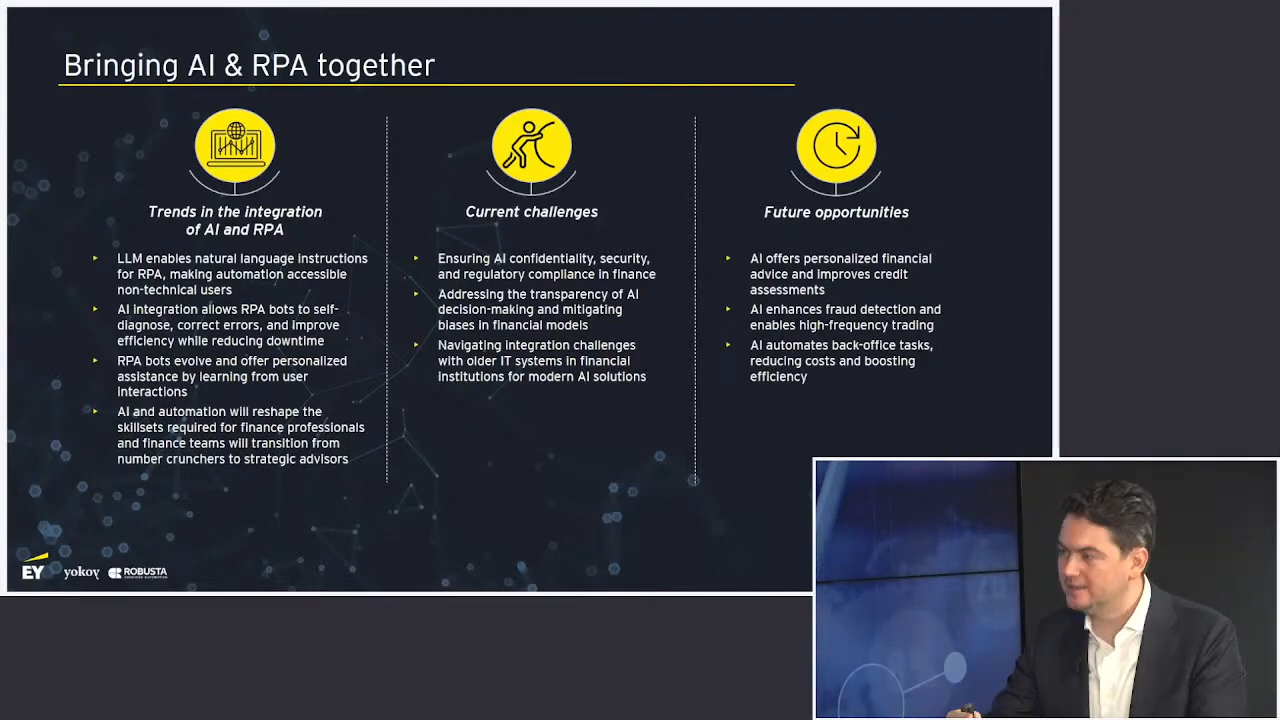 Bringing AI & RPA together
Trends in the integration
of AI and RPA
LLM enables natural language instructions
for RPA, making automation accessible
non-technical users
AI integration allows RPA bots to self-
diagnose, correct errors, and improve
efficiency while reducing downtime
RPA bots evolve and offer personalized
assistance by learning from user
interactions
AI and automation will reshape the
skillsets required for finance professionals
and finance teams will transition from
number crunchers to strategic advisors
Current challenges
Ensuring AI confidentiality, security,
and regulatory compliance in finance
Addressing the transparency of AI
decision-making and mitigating
biases in financial models
Navigating integration challenges
with older IT systems in financial
institutions for modern AI solutions
Future opportunities
AI offers personalized financial
advice and improves credit
assessments
AI enhances fraud detection and
enables high-frequency trading
AI automates back-office tasks,
reducing costs and boosting
efficiency
EY yokoy ROBUSTA